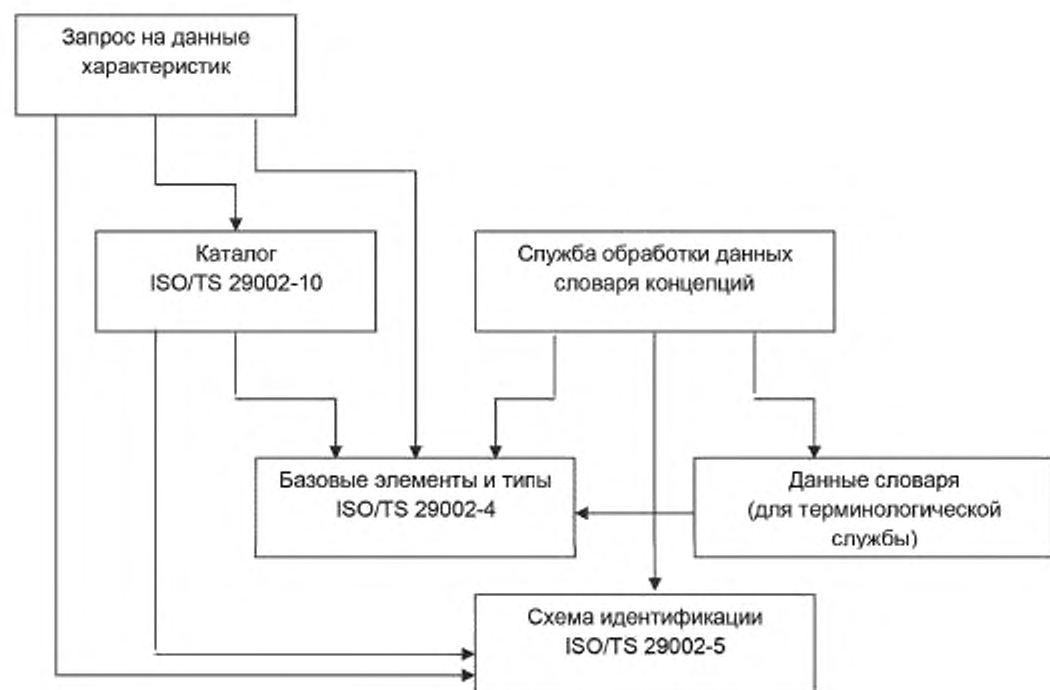 Запрос на данные
характеристик
Каталог
ISO/TS 29002-10
Служба обработки данных
словаря концепций
Базовые элементы и типы
ISO/TS 29002-4
Данные словаря
(для терминологической
службы)
Схема идентификации
ISO/TS 29002-5